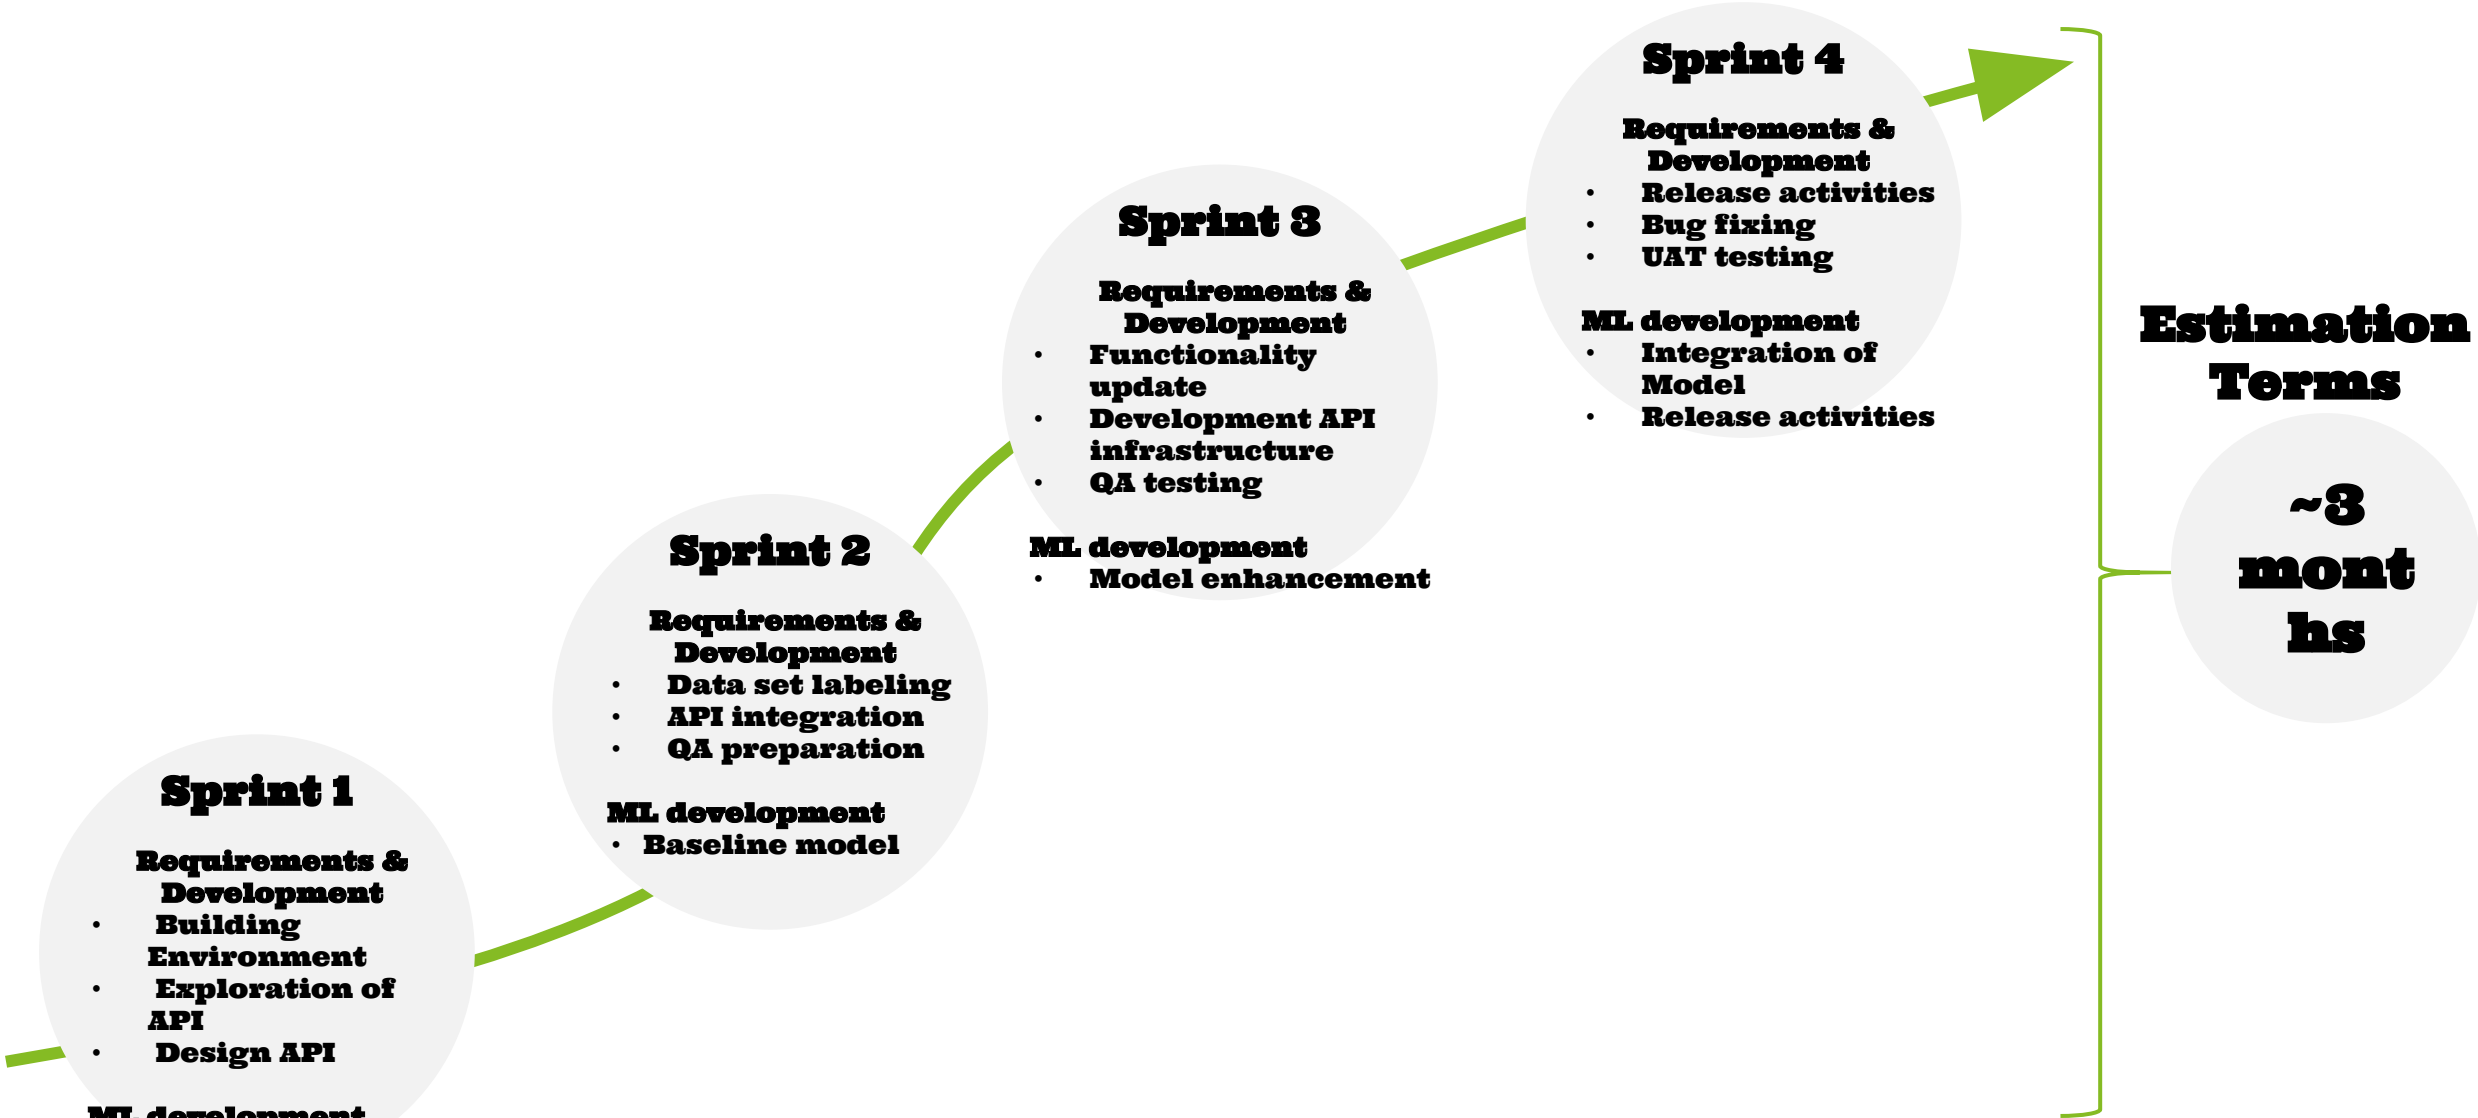 Sprint 1
Requirements &
Development
• Building
Environment
• Exploration of
API
• Design API
ML development
Sprint 2
Requirements &
Development
• Data set labeling
• API integration
• QA preparation
ML development
• Baseline model
Sprint 3
Requirements &
Development
• Functionality
update
• Development API
infrastructure
• QA testing
ML development
• Model enhancement
Sprint 4
Requirements &
Development
• Release activities
• Bug fixing
• UAT testing
ML development
• Integration of
Model
• Release activities
Estimation
Terms
~3
mont
hs